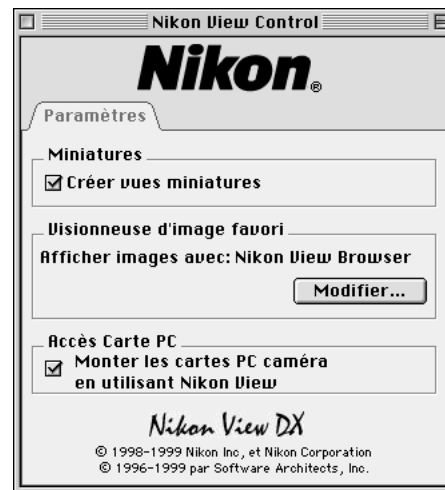 Nikon View Control
Nikon®
Paramètres
Miniatures
Créer vues miniatures
Visionneuse d'image favori
Afficher images avec: Nikon View Browser
Modifier...
Accès Carte PC
Monter les cartes PC caméra
en utilisant Nikon View
Nikon View DX
© 1998-1999 Nikon Inc, et Nikon Corporation
© 1996-1999 par Software Architects, Inc.